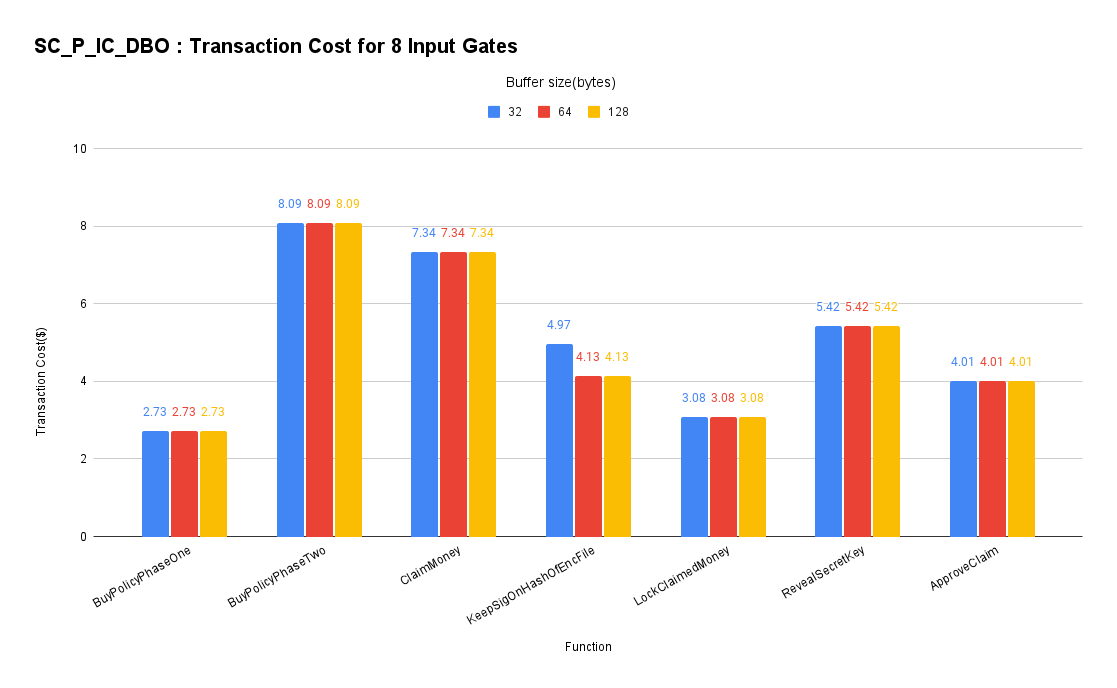 SC_P_IC_DBO : Transaction Cost for 8 Input Gates
Buffer size(bytes)
32 64 128
10
8
6
4
2
0
Transaction Cost($)
2.73 2.73 2.73
8.09 8.09 8.09
7.34 7.34 7.34
4.97 4.13 4.13
3.08 3.08 3.08
5.42 5.42 5.42
4.01 4.01 4.01
BuyPolicyPhaseOne
BuyPolicyPhaseTwo
ClaimMoney
KeepSigOnHashOfEncFile
LockClaimedMoney
RevealSecretKey
ApproveClaim
Function